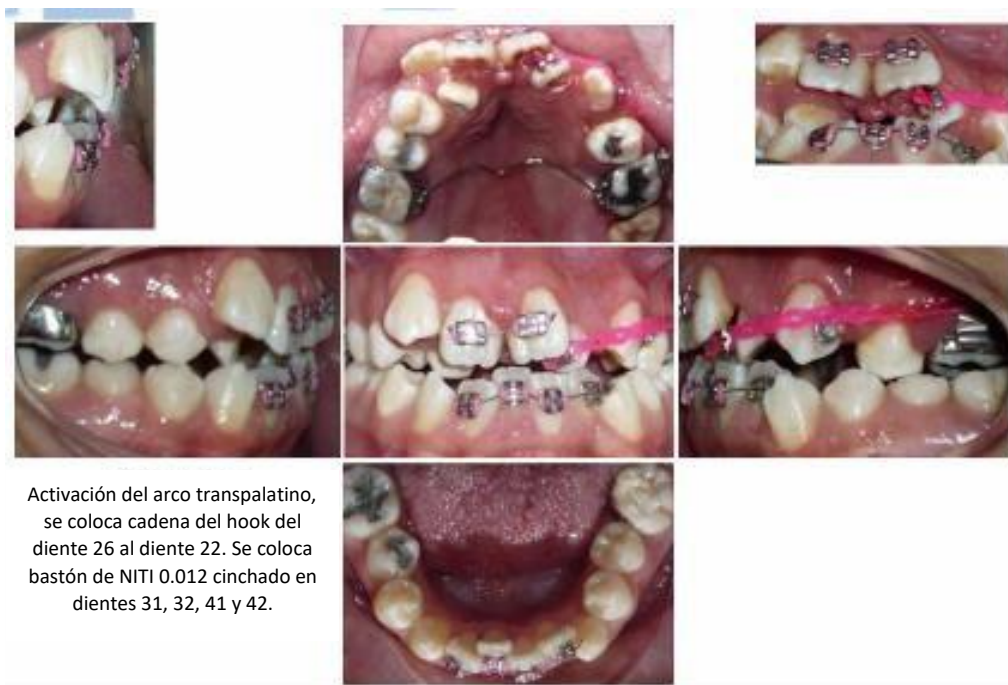 Activación del arco transpalatino,
se coloca cadena del hook del
diente 26 al diente 22. Se coloca
bastón de NITI 0.012 cinchado en
dientes 31, 32, 41 y 42.